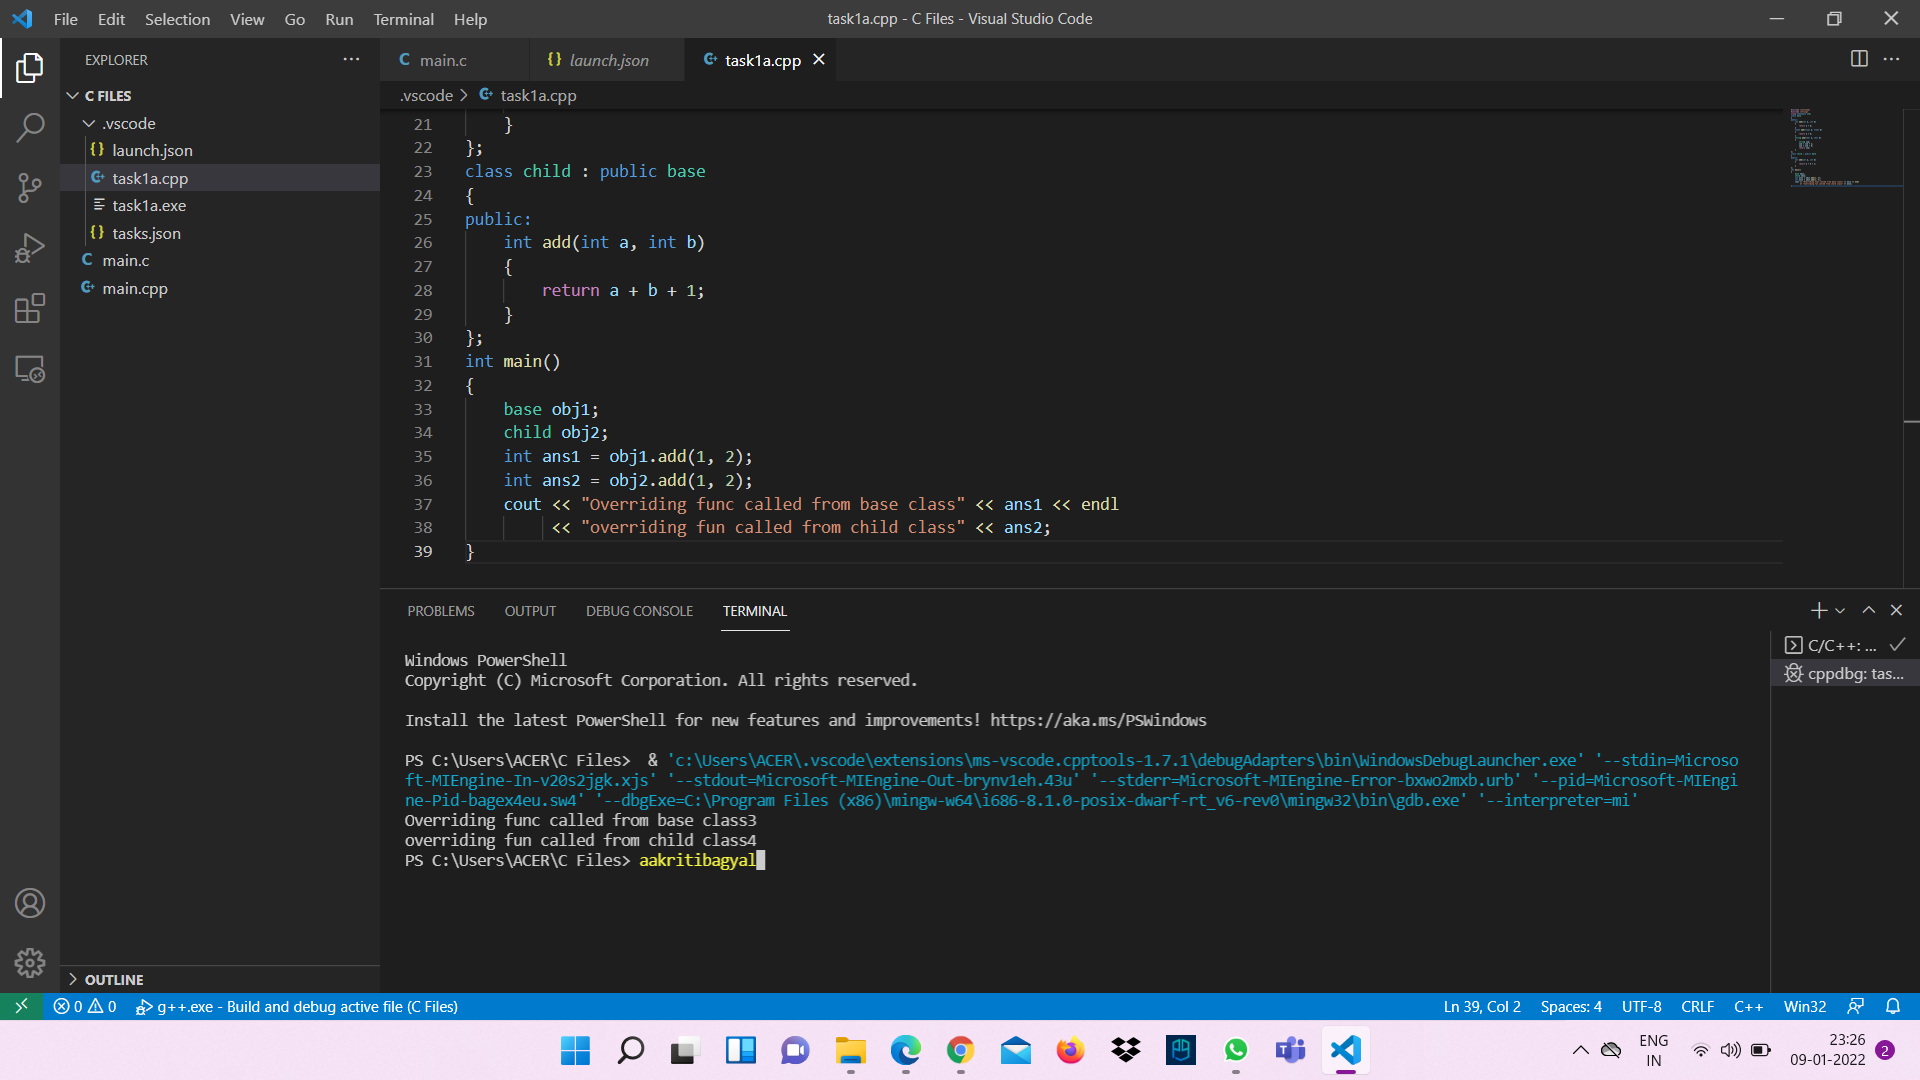 File Edit Selection View Go Run Terminal Help
task1a.cpp - C Files - Visual Studio Code
EXPLORER
C FILES
.vscode
launch.json
task1a.cpp
task1a.exe
tasks.json
main.c
main.cpp
OUTLINE
main.c launch.json task1a.cpp
.vscode > task1a.cpp
21 }
22 };
23 class child : public base
24 {
25 public:
26 int add(int a, int b)
27 {
28 return a + b + 1;
29 }
30 };
31 int main()
32 {
33 base obj1;
34 child obj2;
35 int ans1 = obj1.add(1, 2);
36 int ans2 = obj2.add(1, 2);
37 cout << "Overriding func called from base class" << ans1 << endl
38 << "overriding fun called from child class" << ans2;
39 }
PROBLEMS OUTPUT DEBUG CONSOLE TERMINAL
C/C++: ...
cppdbg: tas...
Windows PowerShell
Copyright (C) Microsoft Corporation. All rights reserved.
Install the latest PowerShell for new features and improvements! https://aka.ms/PSWindows
PS C:\Users\ACER\C Files>  & 'c:\Users\ACER\.vscode\extensions\ms-vscode.cpptools-1.7.1\debugAdapters\bin\WindowsDebugLauncher.exe' '--stdin=Microso
ft-MIEngine-In-v20s2jgk.xjs' '--stdout=Microsoft-MIEngine-Out-brynv1eh.43u' '--stderr=Microsoft-MIEngine-Error-bxwo2mxb.urb' '--pid=Microsoft-MIEngi
ne-Pid-bagex4eu.sw4' '--dbgExe=C:\Program Files (x86)\mingw-w64\i686-8.1.0-posix-dwarf-rt_v6-rev0\mingw32\bin\gdb.exe' '--interpreter=mi'
Overriding func called from base class3
overriding fun called from child class4
PS C:\Users\ACER\C Files> aakritibagyal
0 0 g++.exe - Build and debug active file (C Files)
Ln 39, Col 2 Spaces: 4 UTF-8 CRLF C++ Win32
ENG
IN
23:26
09-01-2022
2